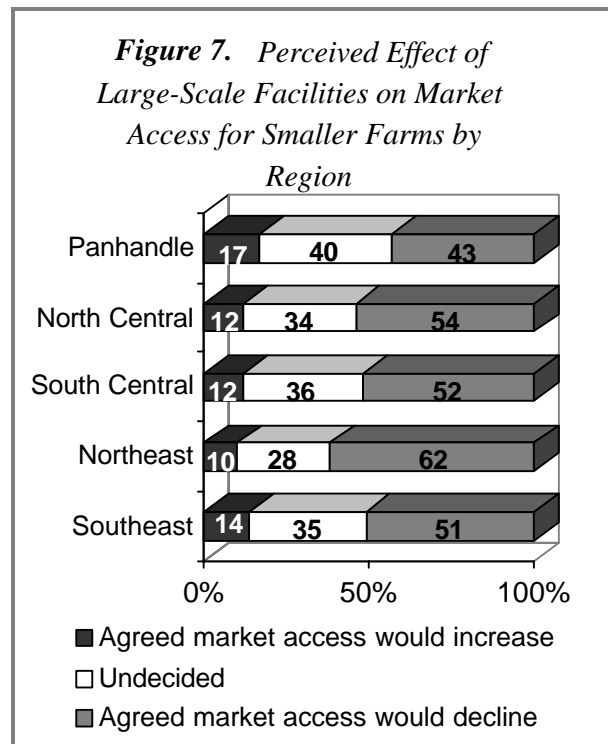 Figure 7. Perceived Effect of
Large-Scale Facilities on Market
Access for Smaller Farms by
Region
Panhandle 17 40 43
North Central 12 34 54
South Central 12 36 52
Northeast 10 28 62
Southeast 14 35 51
0% 50% 100%
Agreed market access would increase
Undecided
Agreed market access would decline